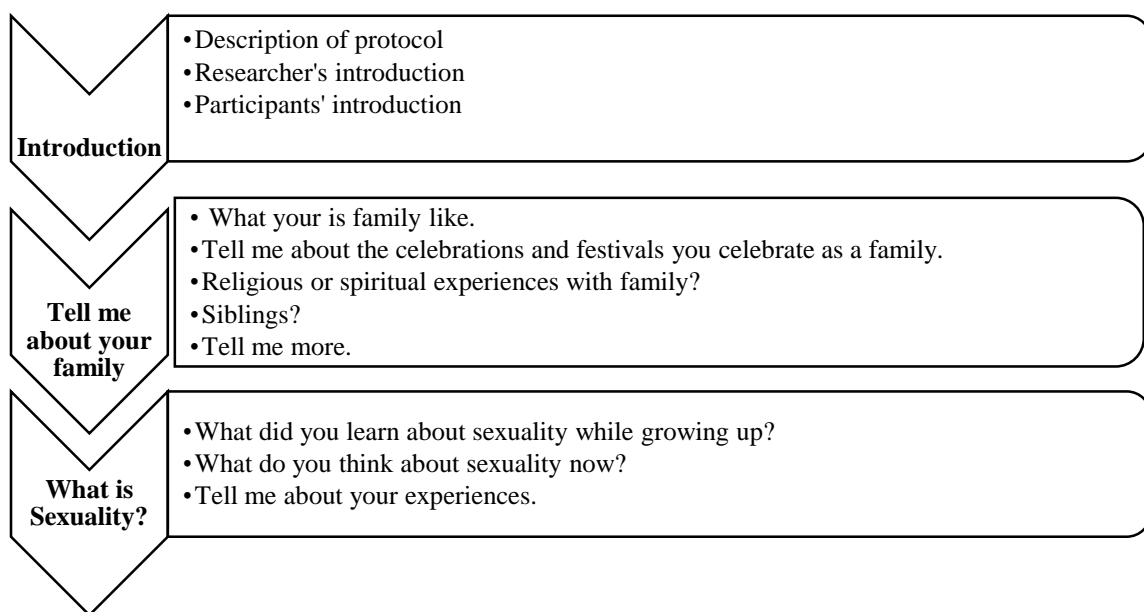 Introduction
•Description of protocol
•Researcher's introduction
•Participants' introduction
Tell me
about your
family
• What your is family like.
•Tell me about the celebrations and festivals you celebrate as a family.
•Religious or spiritual experiences with family?
•Siblings?
•Tell me more.
What is
Sexuality?
•What did you learn about sexuality while growing up?
•What do you think about sexuality now?
•Tell me about your experiences.